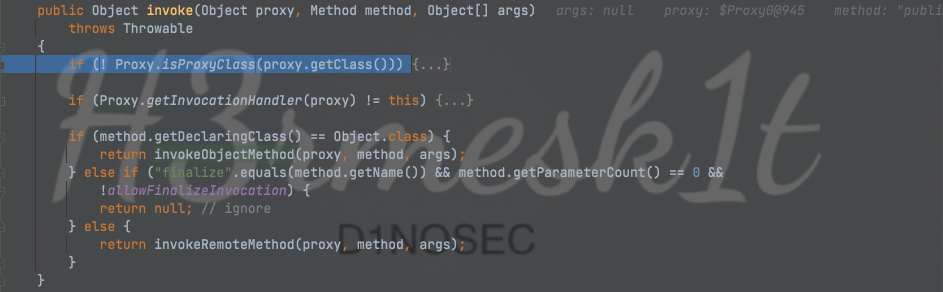 public Object invoke(Object proxy, Method method, Object[] args)   args: null   proxy: $Proxy0@945   method: "publi
    throws Throwable
{
    if (! Proxy.isProxyClass(proxy.getClass())) {...}
    if (Proxy.getInvocationHandler(proxy) != this) {...}
    if (method.getDeclaringClass() == Object.class) {
        return invokeObjectMethod(proxy, method, args);
    } else if ("finalize".equals(method.getName()) && method.getParameterCount() == 0 &&
        !allowFinalizeInvocation) {
        return null; // ignore
    } else {
        return invokeRemoteMethod(proxy, method, args);
    }
}
H3rmesk1t
D1NOSEC